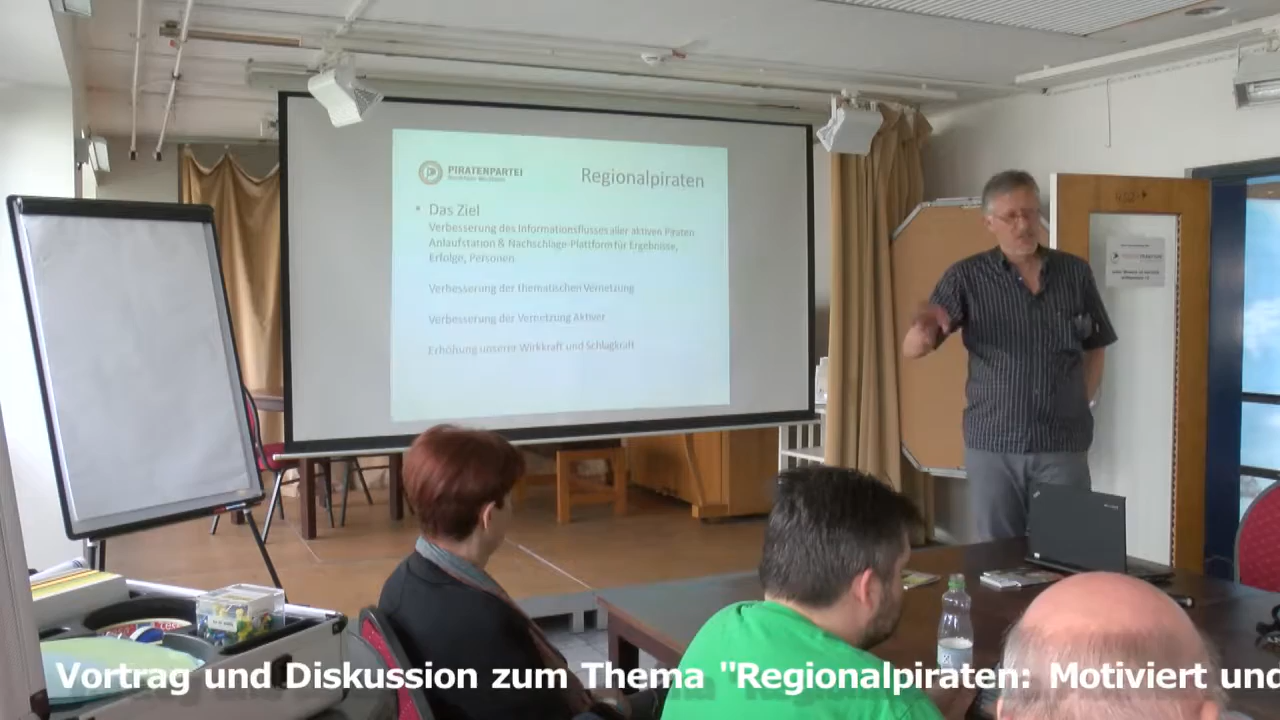 PIRATENPARTEI
Regionalpiraten
• Das Ziel
Verbesserung des Informationsflusses aller aktiven Piraten
Anlaufstation & Nachschlage-Plattform für Ergebnisse,
Erfolge, Personen
Verbesserung der thematischen Vernetzung
Verbesserung der Vernetzung Aktiver
Erhöhung unserer Wirkkraft und Schlagkraft
Vortrag und Diskussion zum Thema "Regionalpiraten: Motiviert und